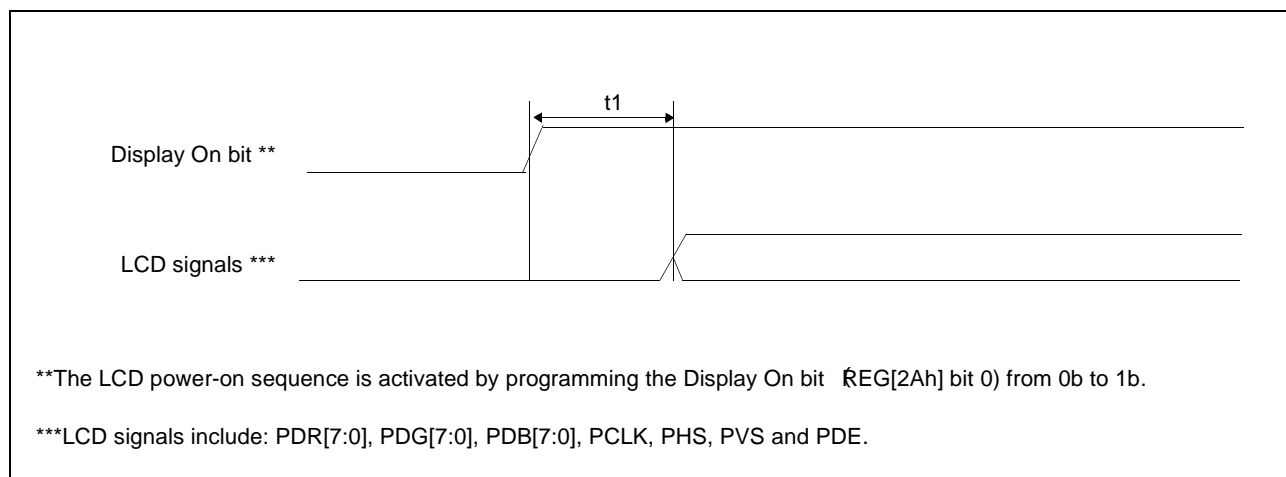 t1
Display On bit **
LCD signals ***
**The LCD power-on sequence is activated by programming the Display On bit (REG[2Ah] bit 0) from 0b to 1b.
***LCD signals include: PDR[7:0], PDG[7:0], PDB[7:0], PCLK, PHS, PVS and PDE.